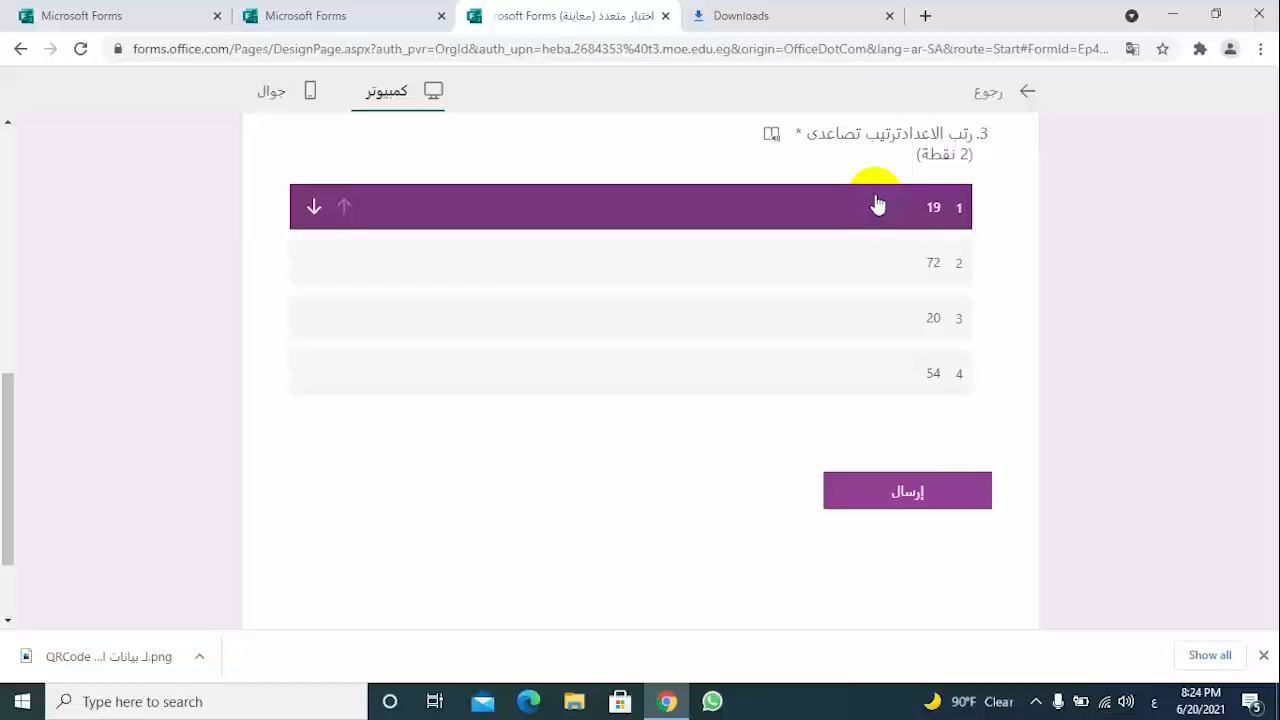 Microsoft Forms
Microsoft Forms
اختبار متعدد (معاينة) rosoft Forms
Downloads
forms.office.com/Pages/DesignPage.aspx?auth_pvr=OrgId&auth_upn=heba.2684353%40t3.moe.edu.eg&origin=OfficeDotCom&lang=ar-SA&route=Start#FormId=Ep4...
رجوع
كمبيوتر
جوال
3. رتب الاعدادترتيب تصاعدى *
(2 نقطة)
1 19
2 72
3 20
4 54
إرسال
QRCode لـ بيانات ا....png
Show all
Type here to search
90°F Clear
ع
8:24 PM
6/20/2021
5